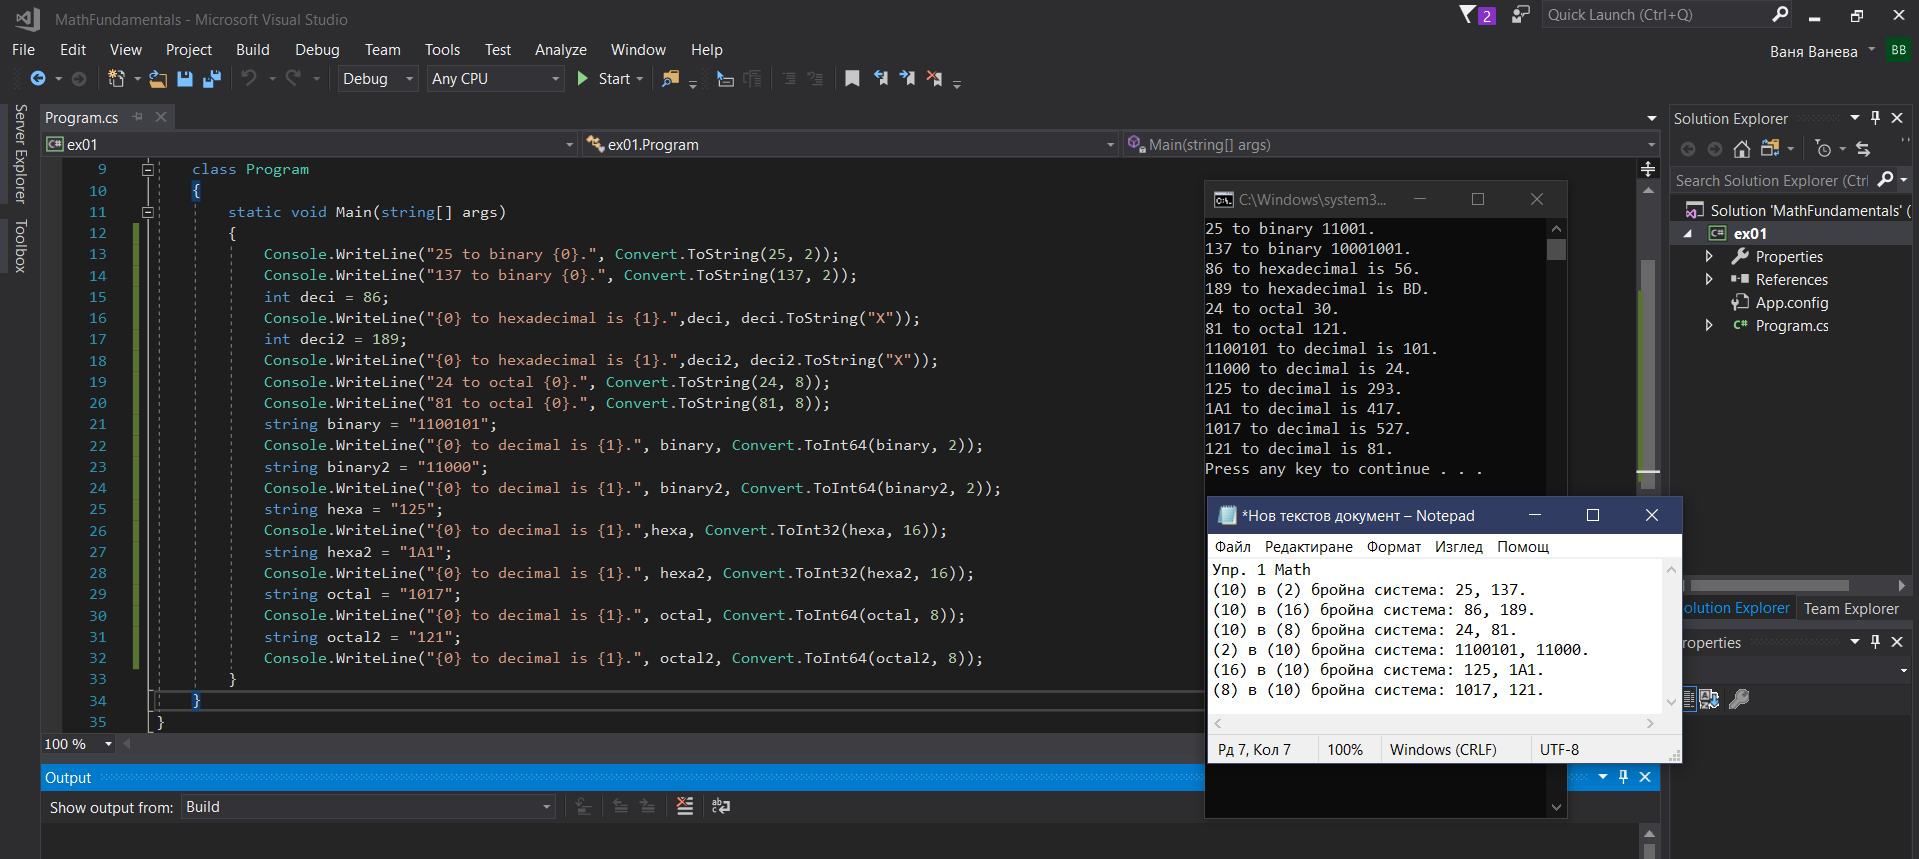 MathFundamentals - Microsoft Visual Studio
2
Quick Launch (Ctrl+Q)
File Edit View Project Build Debug Team Tools Test Analyze Window Help
Ваня Ванева
ВВ
Debug Any CPU Start
Server Explorer
Toolbox
Program.cs
ex01 ex01.Program Main(string[] args)
9 class Program
10 {
11 static void Main(string[] args)
12 {
13 Console.WriteLine("25 to binary {0}.", Convert.ToString(25, 2));
14 Console.WriteLine("137 to binary {0}.", Convert.ToString(137, 2));
15 int deci = 86;
16 Console.WriteLine("{0} to hexadecimal is {1}.",deci, deci.ToString("X"));
17 int deci2 = 189;
18 Console.WriteLine("{0} to hexadecimal is {1}.",deci2, deci2.ToString("X"));
19 Console.WriteLine("24 to octal {0}.", Convert.ToString(24, 8));
20 Console.WriteLine("81 to octal {0}.", Convert.ToString(81, 8));
21 string binary = "1100101";
22 Console.WriteLine("{0} to decimal is {1}.", binary, Convert.ToInt64(binary, 2));
23 string binary2 = "11000";
24 Console.WriteLine("{0} to decimal is {1}.", binary2, Convert.ToInt64(binary2, 2));
25 string hexa = "125";
26 Console.WriteLine("{0} to decimal is {1}.",hexa, Convert.ToInt32(hexa, 16));
27 string hexa2 = "1A1";
28 Console.WriteLine("{0} to decimal is {1}.", hexa2, Convert.ToInt32(hexa2, 16));
29 string octal = "1017";
30 Console.WriteLine("{0} to decimal is {1}.", octal, Convert.ToInt64(octal, 8));
31 string octal2 = "121";
32 Console.WriteLine("{0} to decimal is {1}.", octal2, Convert.ToInt64(octal2, 8));
33 }
34 }
35 }
100 %
Output
Show output from: Build
C:\Windows\system3...
25 to binary 11001.
137 to binary 10001001.
86 to hexadecimal is 56.
189 to hexadecimal is BD.
24 to octal 30.
81 to octal 121.
1100101 to decimal is 101.
11000 to decimal is 24.
125 to decimal is 293.
1A1 to decimal is 417.
1017 to decimal is 527.
121 to decimal is 81.
Press any key to continue . . .
*Нов текстов документ – Notepad
Файл Редактиране Формат Изглед Помощ
Упр. 1 Math
(10) в (2) бройна система: 25, 137.
(10) в (16) бройна система: 86, 189.
(10) в (8) бройна система: 24, 81.
(2) в (10) бройна система: 1100101, 11000.
(16) в (10) бройна система: 125, 1A1.
(8) в (10) бройна система: 1017, 121.
Рд 7, Кол 7 100% Windows (CRLF) UTF-8
Solution Explorer
Search Solution Explorer (Ctrl
Solution 'MathFundamentals' (
ex01
Properties
References
App.config
Program.cs
olution Explorer Team Explorer
roperties